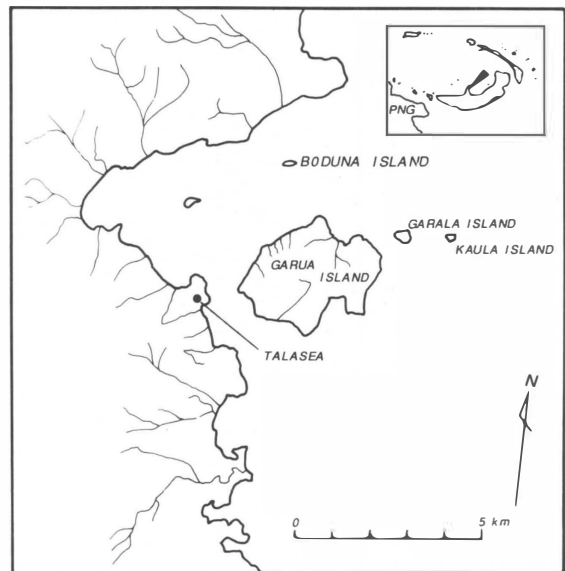 PNG
BODUNA ISLAND
GARALA ISLAND
KAULA ISLAND
GARUA
ISLAND
TALASEA
N
0 5 km